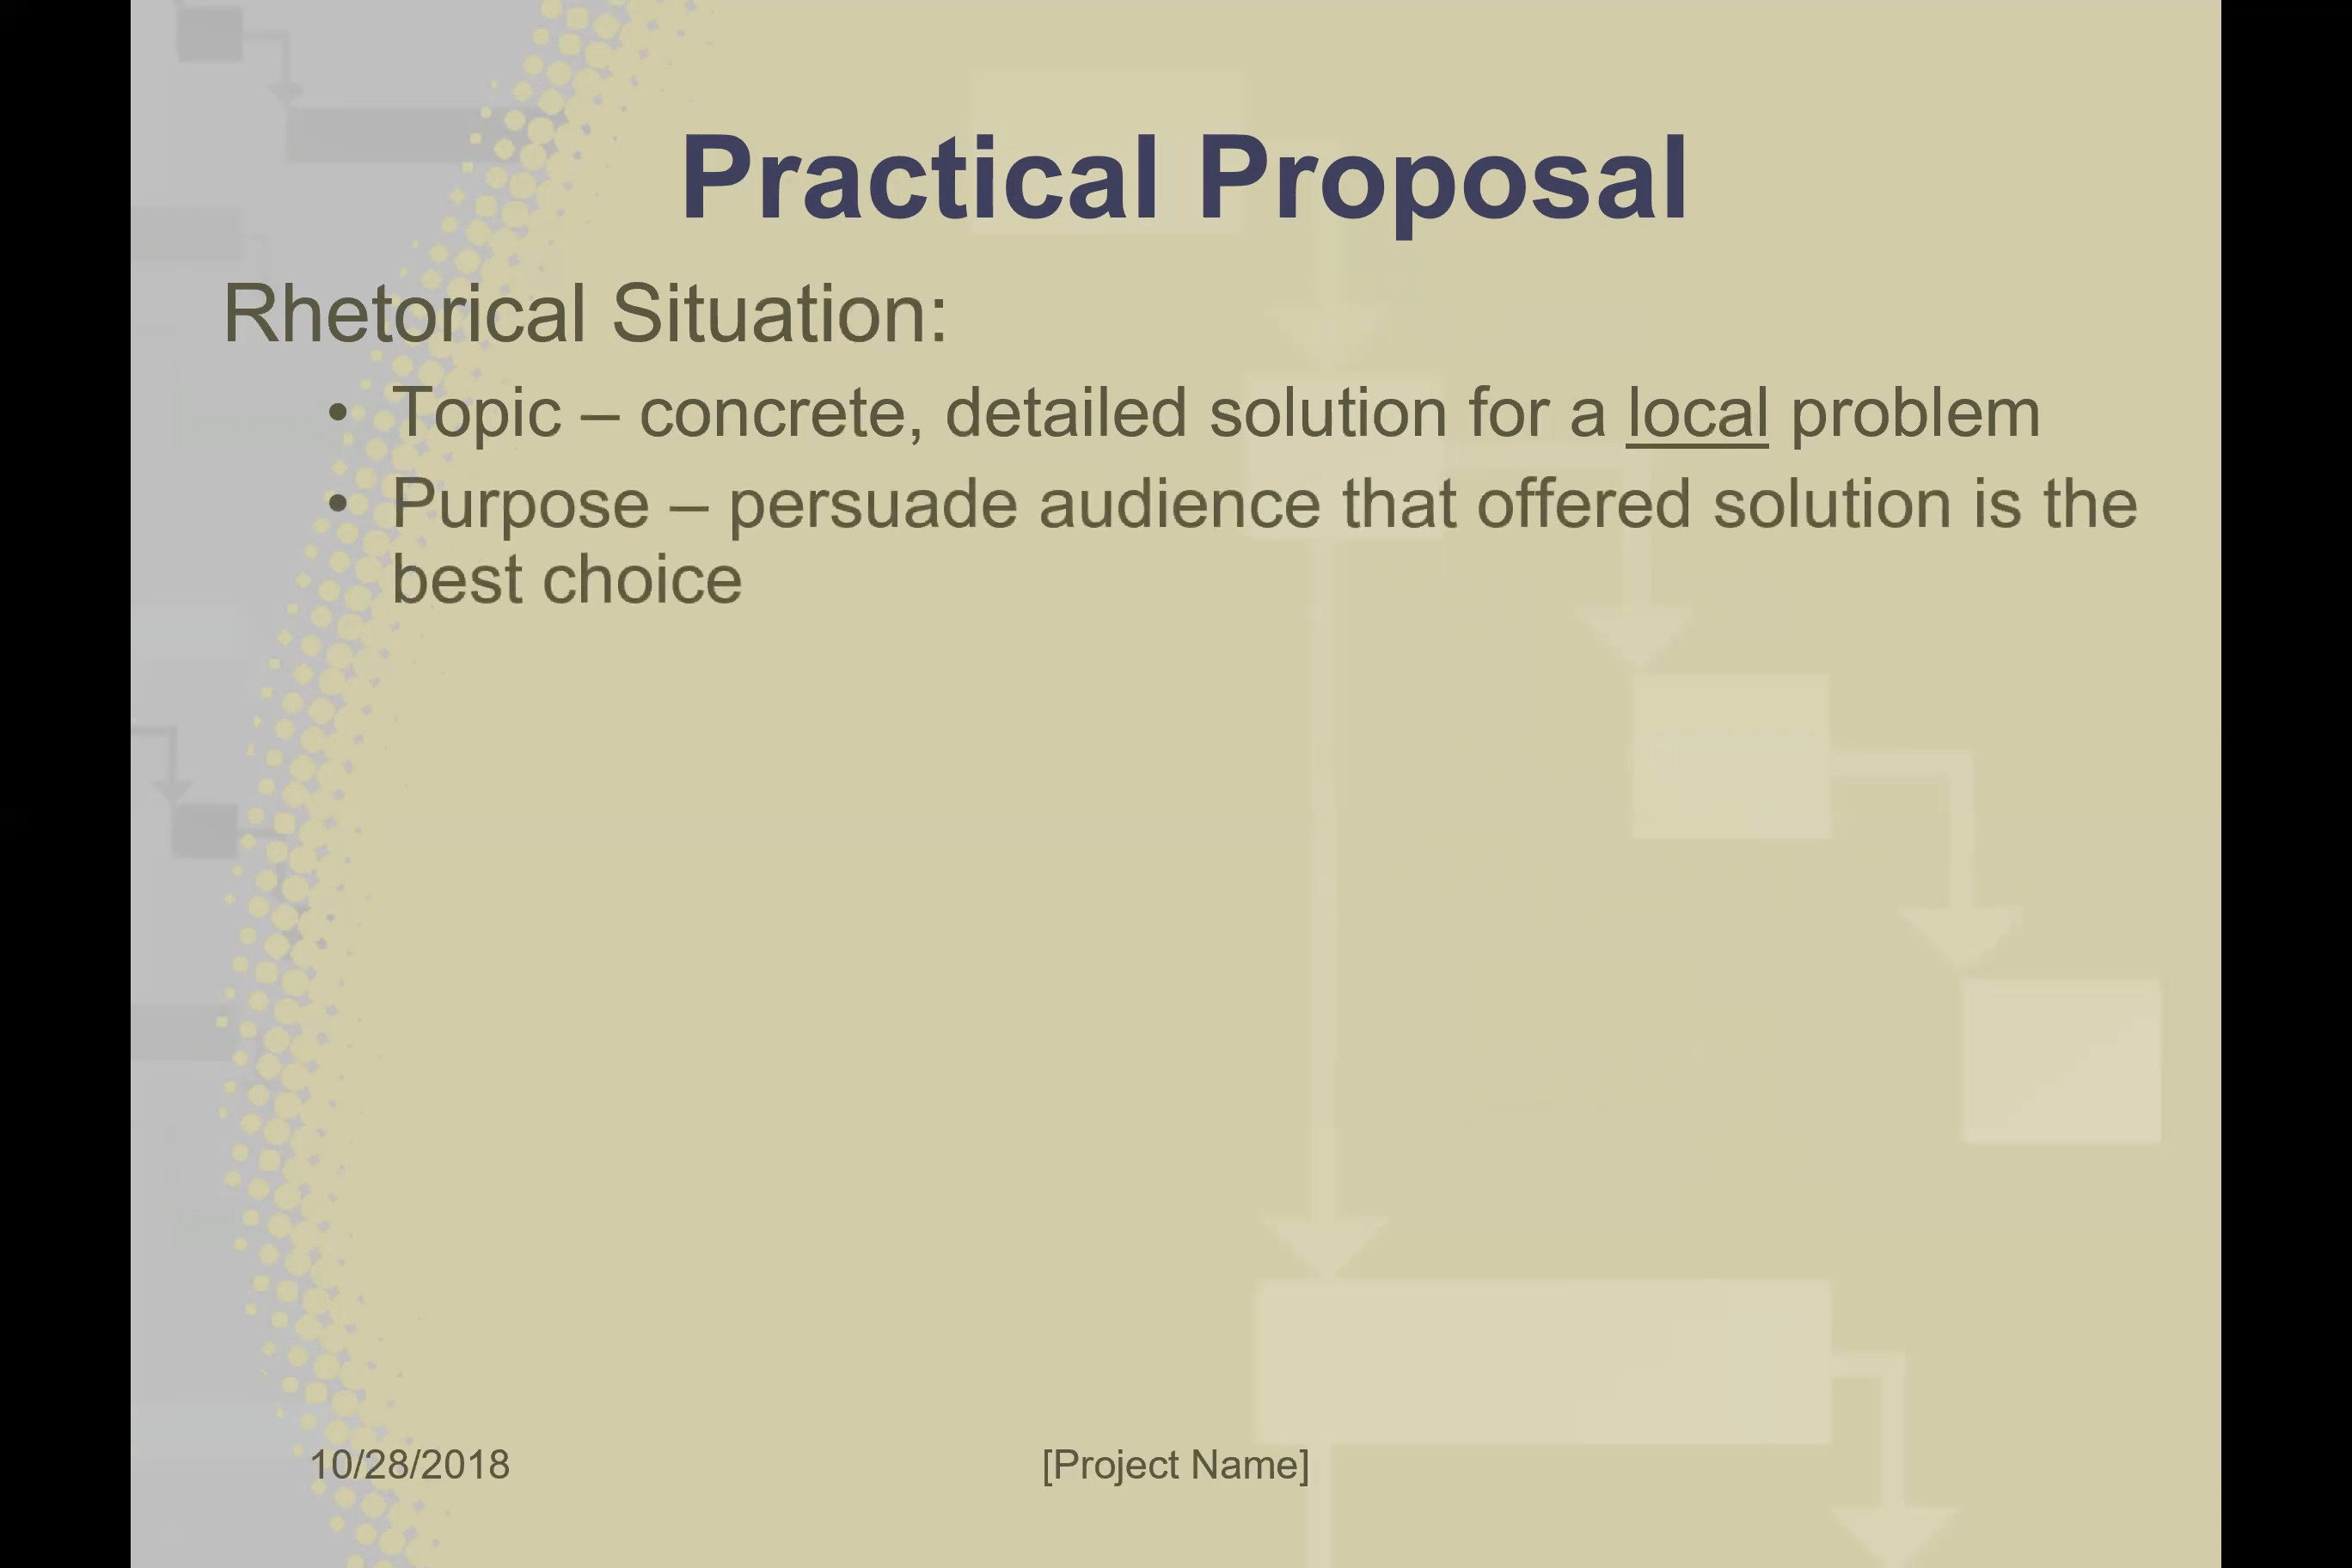 Practical Proposal
Rhetorical Situation:
• Topic – concrete, detailed solution for a local problem
• Purpose – persuade audience that offered solution is the
best choice
10/28/2018
[Project Name]